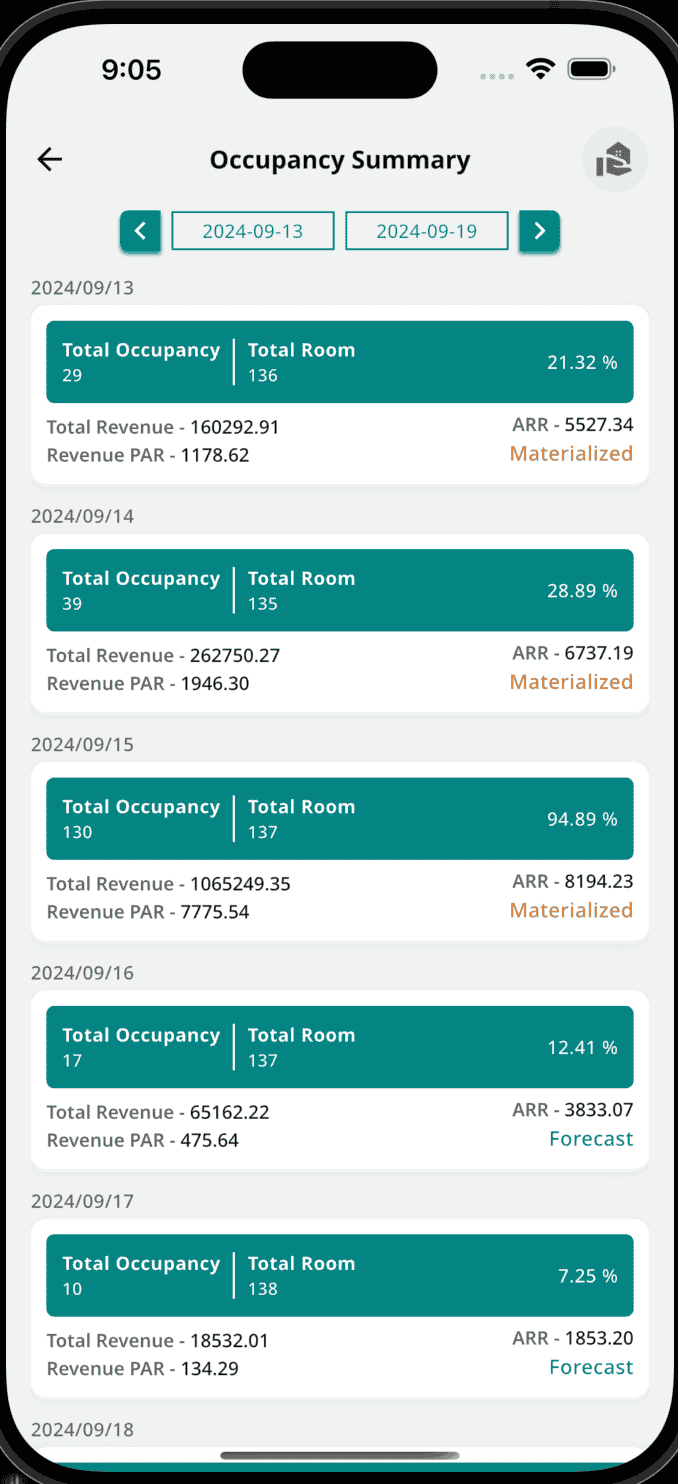 9:05
Occupancy Summary
2024-09-13 2024-09-19
2024/09/13
Total Occupancy Total Room
29 136 21.32 %
Total Revenue - 160292.91 ARR - 5527.34
Revenue PAR - 1178.62 Materialized
2024/09/14
Total Occupancy Total Room
39 135 28.89 %
Total Revenue - 262750.27 ARR - 6737.19
Revenue PAR - 1946.30 Materialized
2024/09/15
Total Occupancy Total Room
130 137 94.89 %
Total Revenue - 1065249.35 ARR - 8194.23
Revenue PAR - 7775.54 Materialized
2024/09/16
Total Occupancy Total Room
17 137 12.41 %
Total Revenue - 65162.22 ARR - 3833.07
Revenue PAR - 475.64 Forecast
2024/09/17
Total Occupancy Total Room
10 138 7.25 %
Total Revenue - 18532.01 ARR - 1853.20
Revenue PAR - 134.29 Forecast
2024/09/18